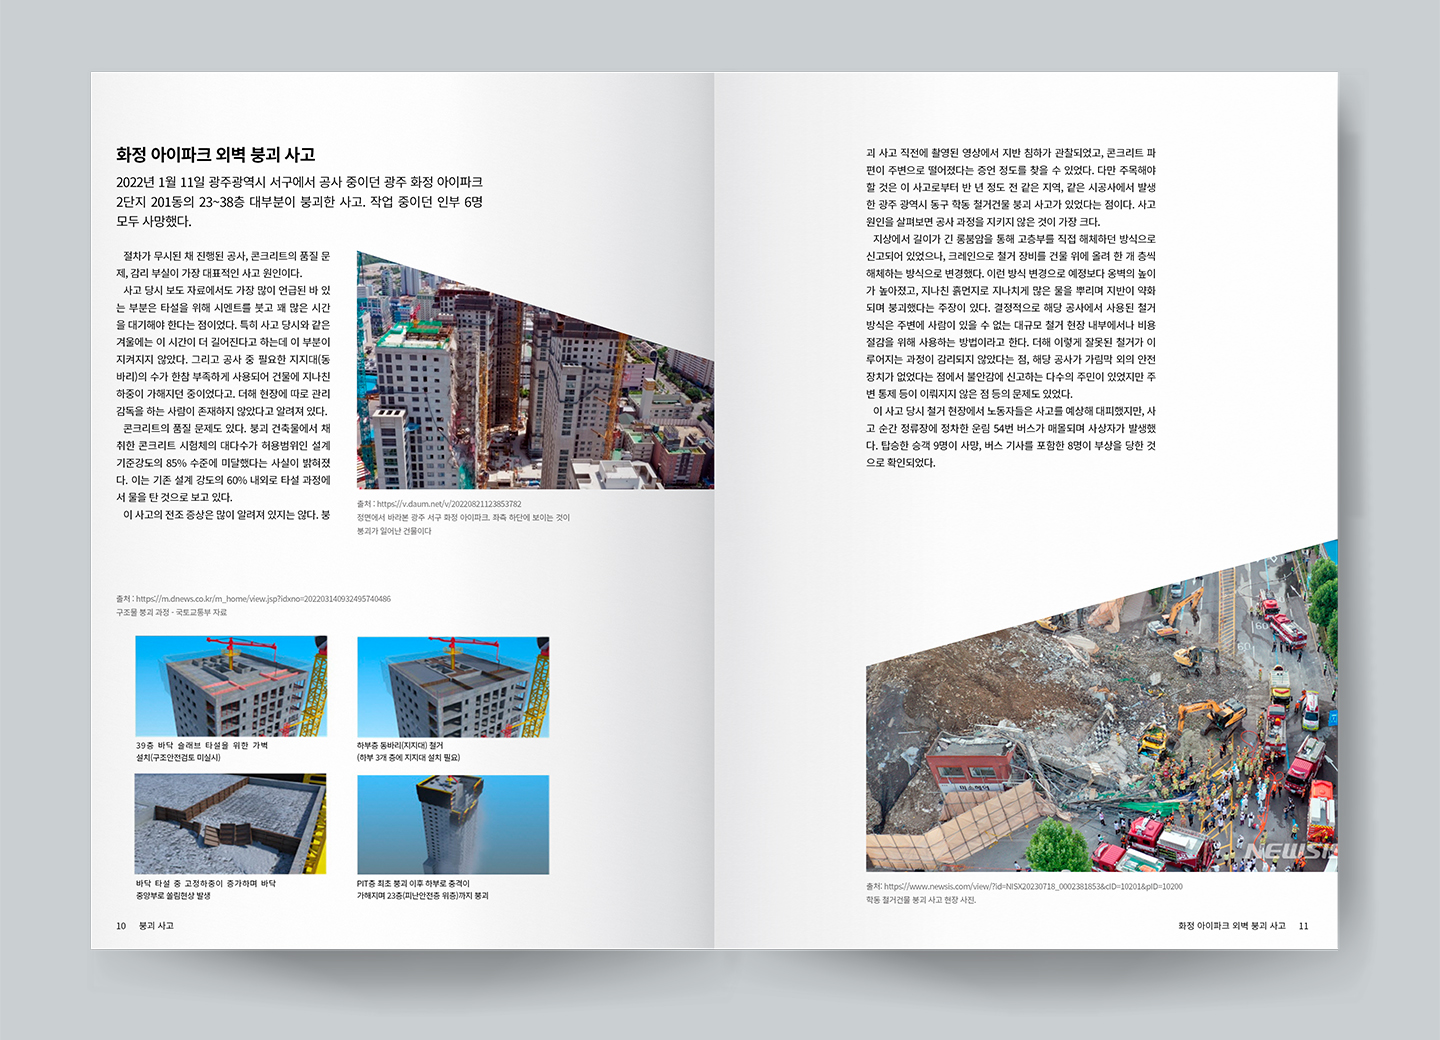 화정 아이파크 외벽 붕괴 사고
2022년 1월 11일 광주광역시 서구에서 공사 중이던 광주 화정 아이파크
2단지 201동의 23~38층 대부분이 붕괴한 사고. 작업 중이던 인부 6명
모두 사망했다.
절차가 무시된 채 진행된 공사, 콘크리트의 품질 문
제, 감리 부실이 가장 대표적인 사고 원인이다.
사고 당시 보도 자료에서도 가장 많이 언급된 바 있
는 부분은 타설을 위해 시멘트를 붓고 꽤 많은 시간
을 대기해야 한다는 점이었다. 특히 사고 당시와 같은
겨울에는 이 시간이 더 길어진다고 하는데 이 부분이
지켜지지 않았다. 그리고 공사 중 필요한 지지대(동
바리)의 수가 한참 부족하게 사용되어 건물에 지나친
하중이 가해지던 중이었다고. 더해 현장에 따로 관리
감독을 하는 사람이 존재하지 않았다고 알려져 있다.
콘크리트의 품질 문제도 있다. 붕괴 건축물에서 채
취한 콘크리트 시험체의 대다수가 허용범위인 설계
기준강도의 85% 수준에 미달했다는 사실이 밝혀졌
다. 이는 기존 설계 강도의 60% 내외로 타설 과정에
서 물을 탄 것으로 보고 있다.
이 사고의 전조 증상은 많이 알려져 있지는 않다. 붕
출처 : https://v.daum.net/v/20220821123853782
정면에서 바라본 광주 서구 화정 아이파크. 좌측 하단에 보이는 것이
붕괴가 일어난 건물이다
출처 : https://m.dnews.co.kr/m_home/view.jsp?idxno=202203140932495740486
구조물 붕괴 과정 - 국토교통부 자료
39층 바닥 슬래브 타설을 위한 가벽
설치(구조안전검토 미실시)
하부층 동바리(지지대) 철거
(하부 3개 층에 지지대 설치 필요)
바닥 타설 중 고정하중이 증가하며 바닥
중앙부로 쏠림현상 발생
PIT층 최초 붕괴 이후 하부로 충격이
가해지며 23층(피난안전층 위층)까지 붕괴
10 붕괴 사고
괴 사고 직전에 촬영된 영상에서 지반 침하가 관찰되었고, 콘크리트 파
편이 주변으로 떨어졌다는 증언 정도를 찾을 수 있었다. 다만 주목해야
할 것은 이 사고로부터 반 년 정도 전 같은 지역, 같은 시공사에서 발생
한 광주 광역시 동구 학동 철거건물 붕괴 사고가 있었다는 점이다. 사고
원인을 살펴보면 공사 과정을 지키지 않은 것이 가장 크다.
지상에서 길이가 긴 롱붐암을 통해 고층부를 직접 해체하던 방식으로
신고되어 있었으나, 크레인으로 철거 장비를 건물 위에 올려 한 개 층씩
해체하는 방식으로 변경했다. 이런 방식 변경으로 예정보다 옹벽의 높이
가 높아졌고, 지나친 흙먼지로 지나치게 많은 물을 뿌리며 지반이 약화
되며 붕괴했다는 주장이 있다. 결정적으로 해당 공사에서 사용된 철거
방식은 주변에 사람이 있을 수 없는 대규모 철거 현장 내부에서나 비용
절감을 위해 사용하는 방법이라고 한다. 더해 이렇게 잘못된 철거가 이
루어지는 과정이 감리되지 않았다는 점, 해당 공사가 가림막 외의 안전
장치가 없었다는 점에서 불안감에 신고하는 다수의 주민이 있었지만 주
변 통제 등이 이뤄지지 않은 점 등의 문제도 있었다.
이 사고 당시 철거 현장에서 노동자들은 사고를 예상해 대피했지만, 사
고 순간 정류장에 정차한 운림 54번 버스가 매몰되며 사상자가 발생했
다. 탑승한 승객 9명이 사망, 버스 기사를 포함한 8명이 부상을 당한 것
으로 확인되었다.
NEWSIS
출처: https://www.newsis.com/view/?id=NISX20230718_0002381853&cID=10201&pID=10200
학동 철거건물 붕괴 사고 현장 사진.
화정 아이파크 외벽 붕괴 사고 11